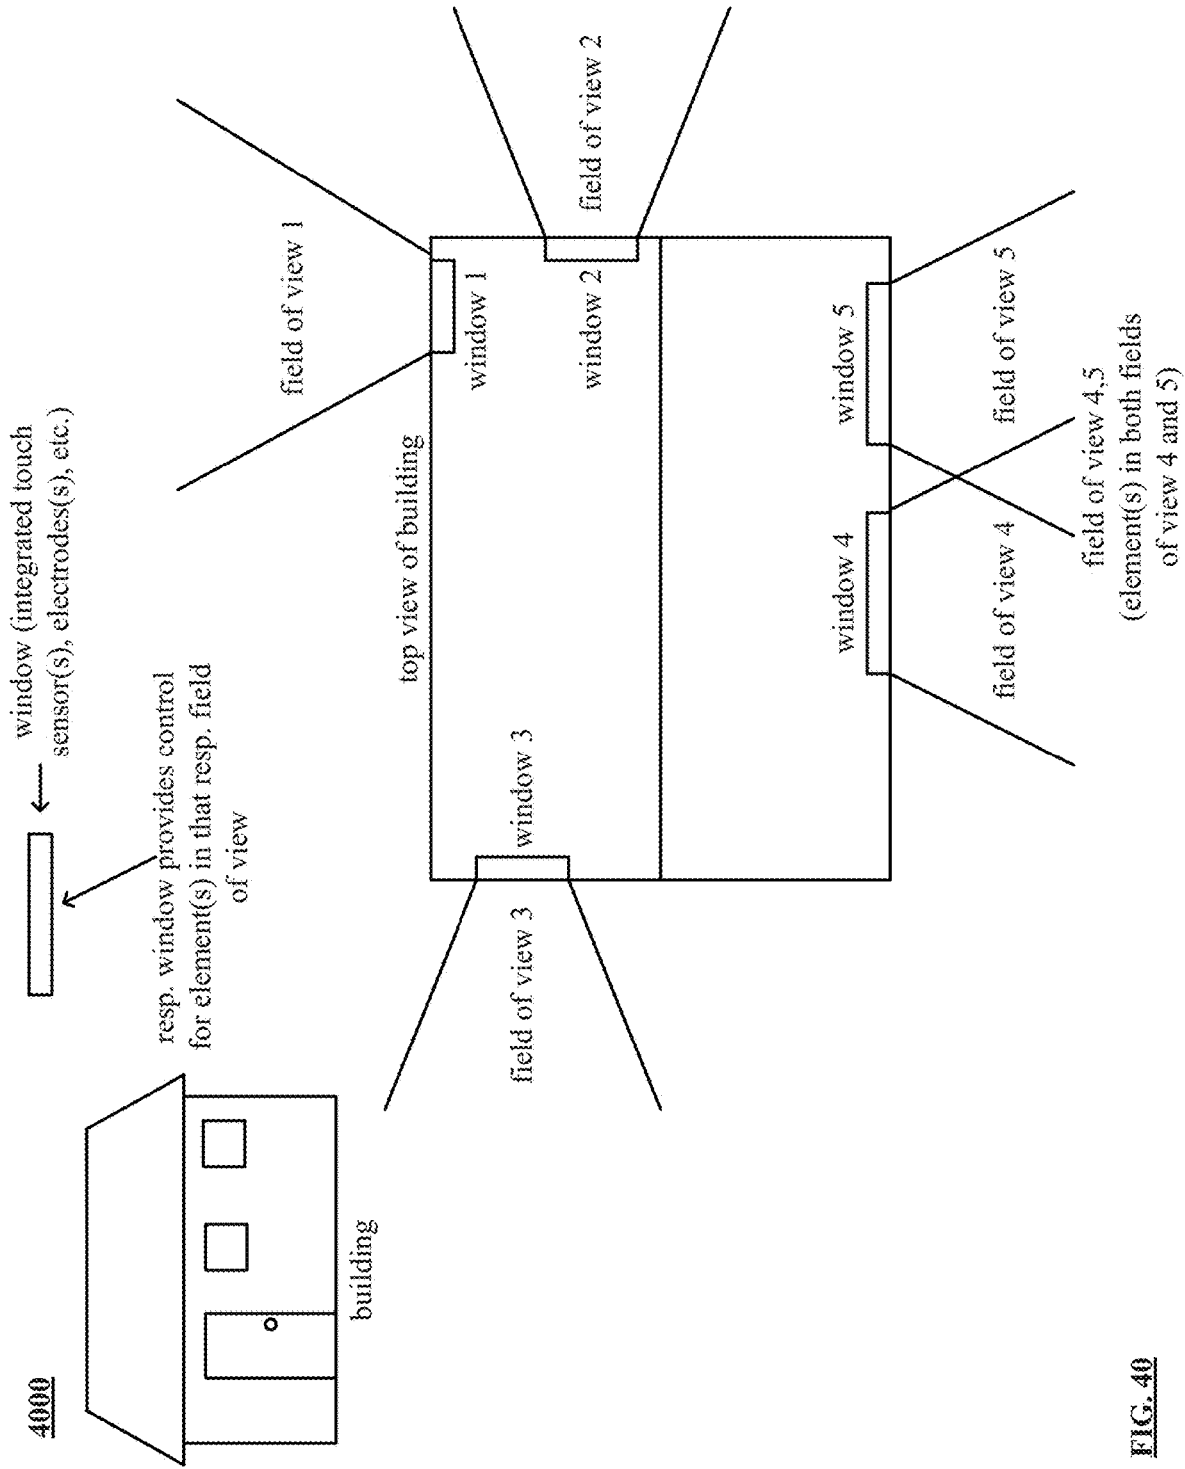 4000
window (integrated touch
sensor(s), electrodes(s), etc.)
resp. window provides control
for element(s) in that resp. field
of view
building
top view of building
field of view 1
window 1
field of view 2
window 2
field of view 3
window 3
window 4
window 5
field of view 4
field of view 5
field of view 4,5
(element(s) in both fields
of view 4 and 5)
FIG. 40